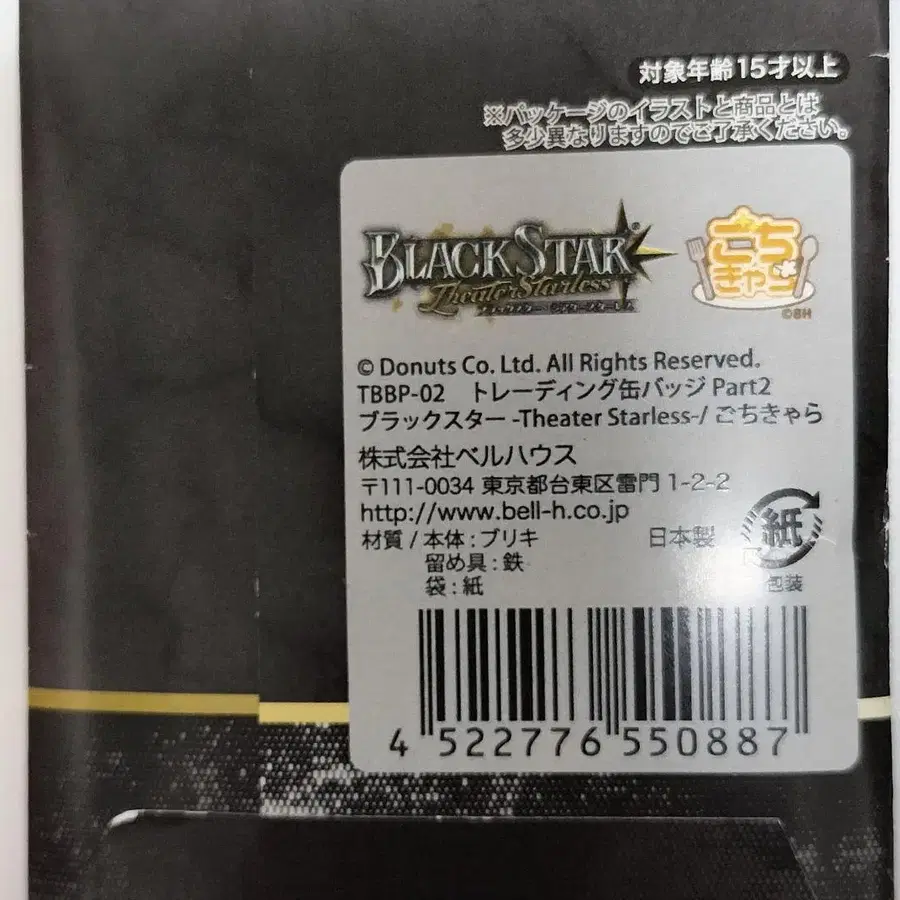 対象年齢15才以上
※パッケージのイラストと商品とは
多少異なりますのでご了承ください。
BLACK STAR
Theater Starless
ごちきゃら
©BH
© Donuts Co. Ltd. All Rights Reserved.
TBBP-02 トレーディング缶バッジ Part2
ブラックスター -Theater Starless-/ ごちきゃら
株式会社ベルハウス
〒111-0034 東京都台東区雷門 1-2-2
http://www.bell-h.co.jp
材質 / 本体 : ブリキ 日本製
留め具 : 鉄
袋 : 紙
紙
包装
4 522776 550887